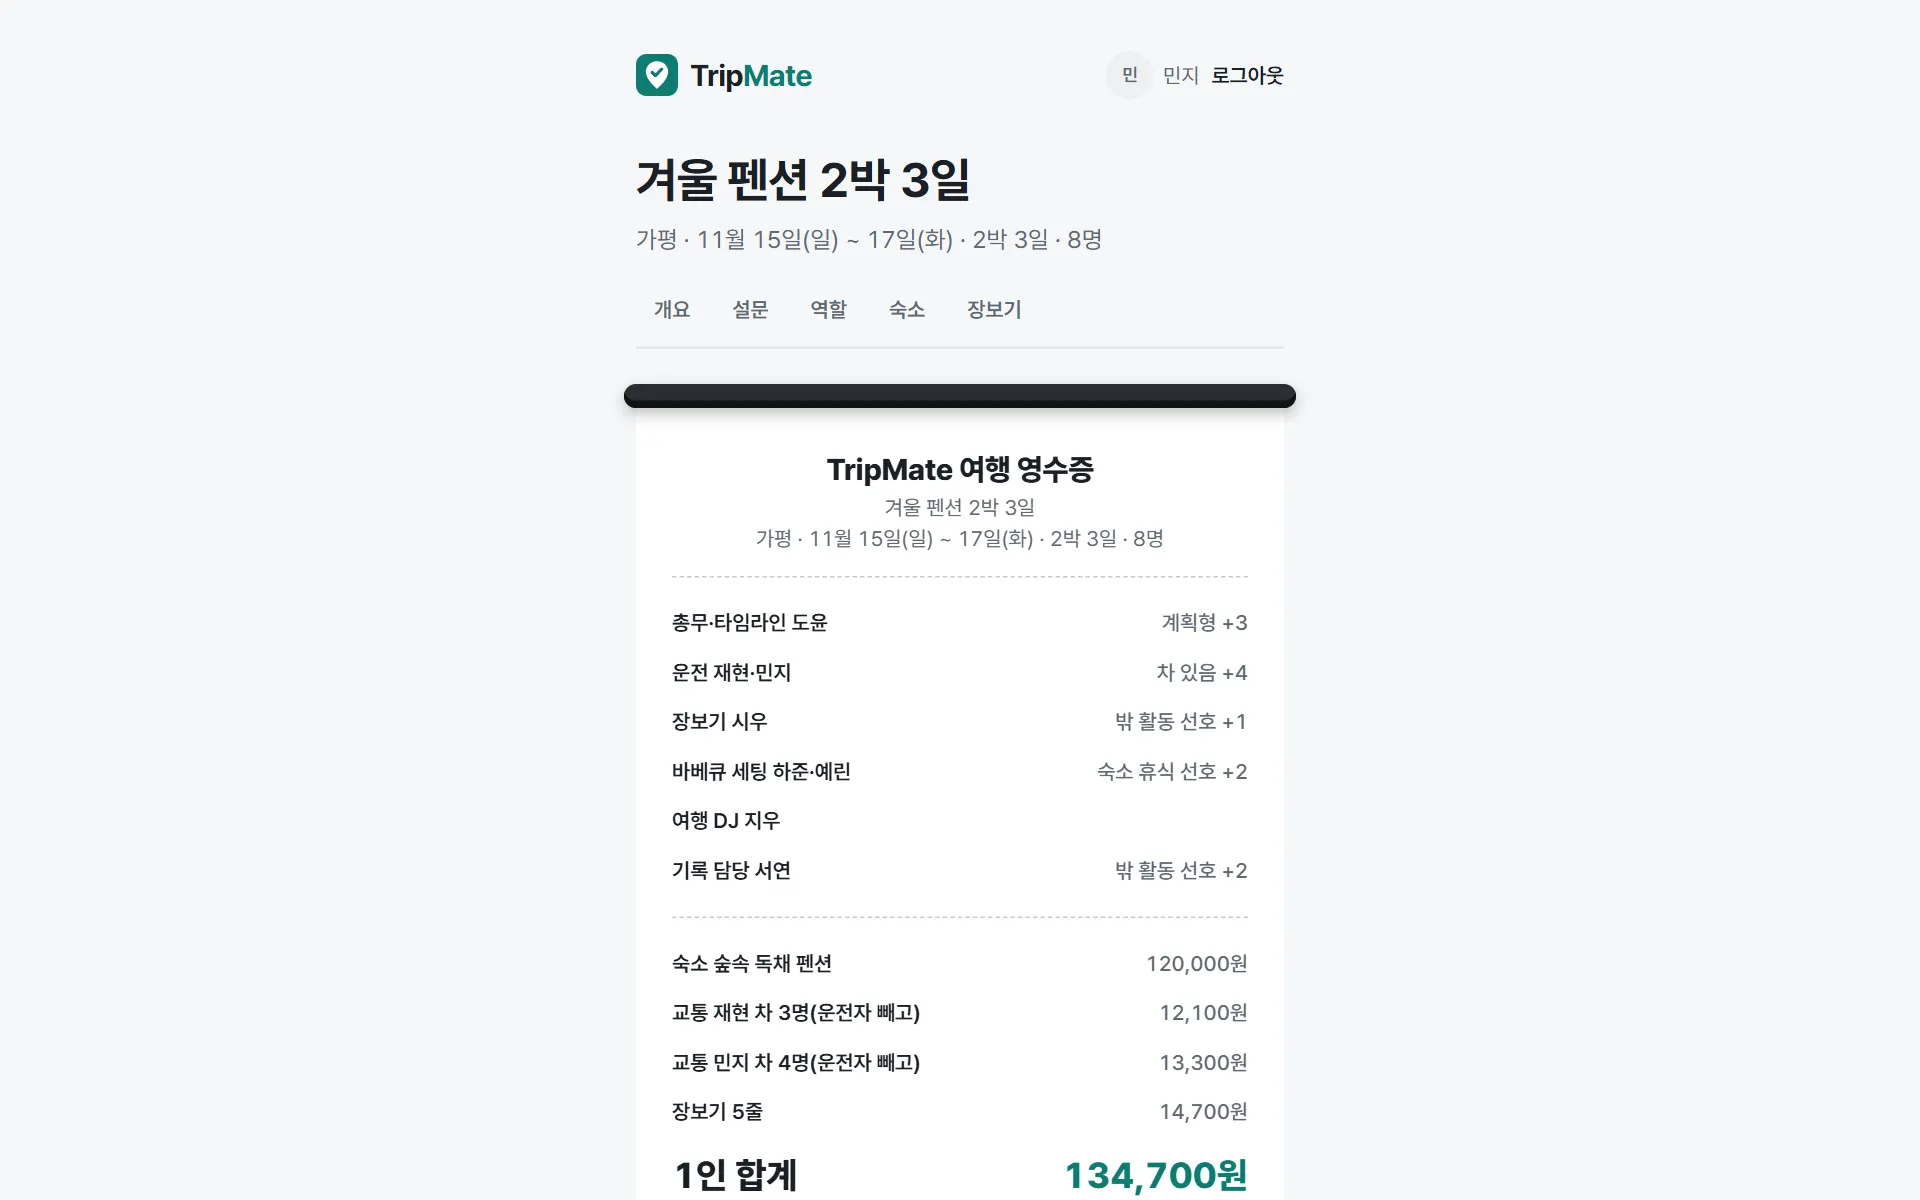 TripMate
민 민지 로그아웃
겨울 펜션 2박 3일
가평 · 11월 15일(일) ~ 17일(화) · 2박 3일 · 8명
개요 설문 역할 숙소 장보기
TripMate 여행 영수증
겨울 펜션 2박 3일
가평 · 11월 15일(일) ~ 17일(화) · 2박 3일 · 8명
총무·타임라인 도윤 계획형 +3
운전 재현·민지 차 있음 +4
장보기 시우 밖 활동 선호 +1
바베큐 세팅 하준·예린 숙소 휴식 선호 +2
여행 DJ 지우
기록 담당 서연 밖 활동 선호 +2
숙소 숲속 독채 펜션 120,000원
교통 재현 차 3명(운전자 빼고) 12,100원
교통 민지 차 4명(운전자 빼고) 13,300원
장보기 5줄 14,700원
1인 합계 134,700원